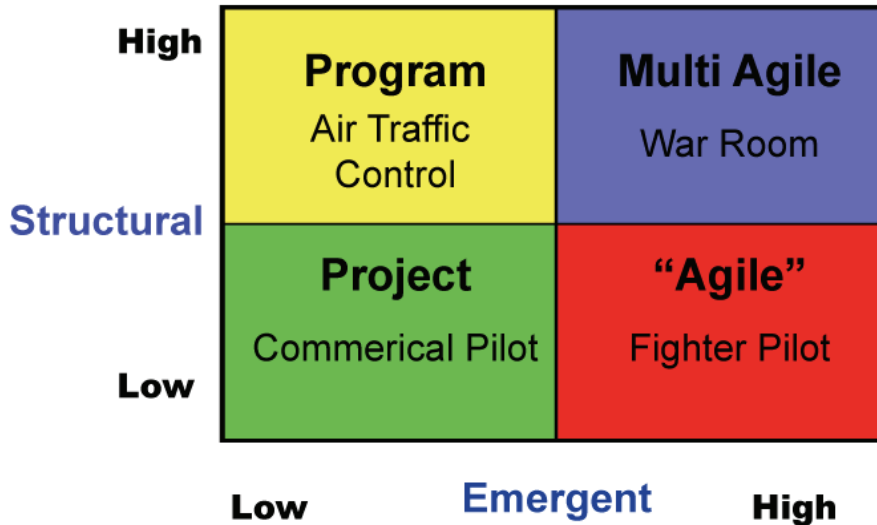 High
Program
Air Traffic
Control
Multi Agile
War Room
Structural
Project
Commerical Pilot
“Agile”
Fighter Pilot
Low
Low
Emergent
High